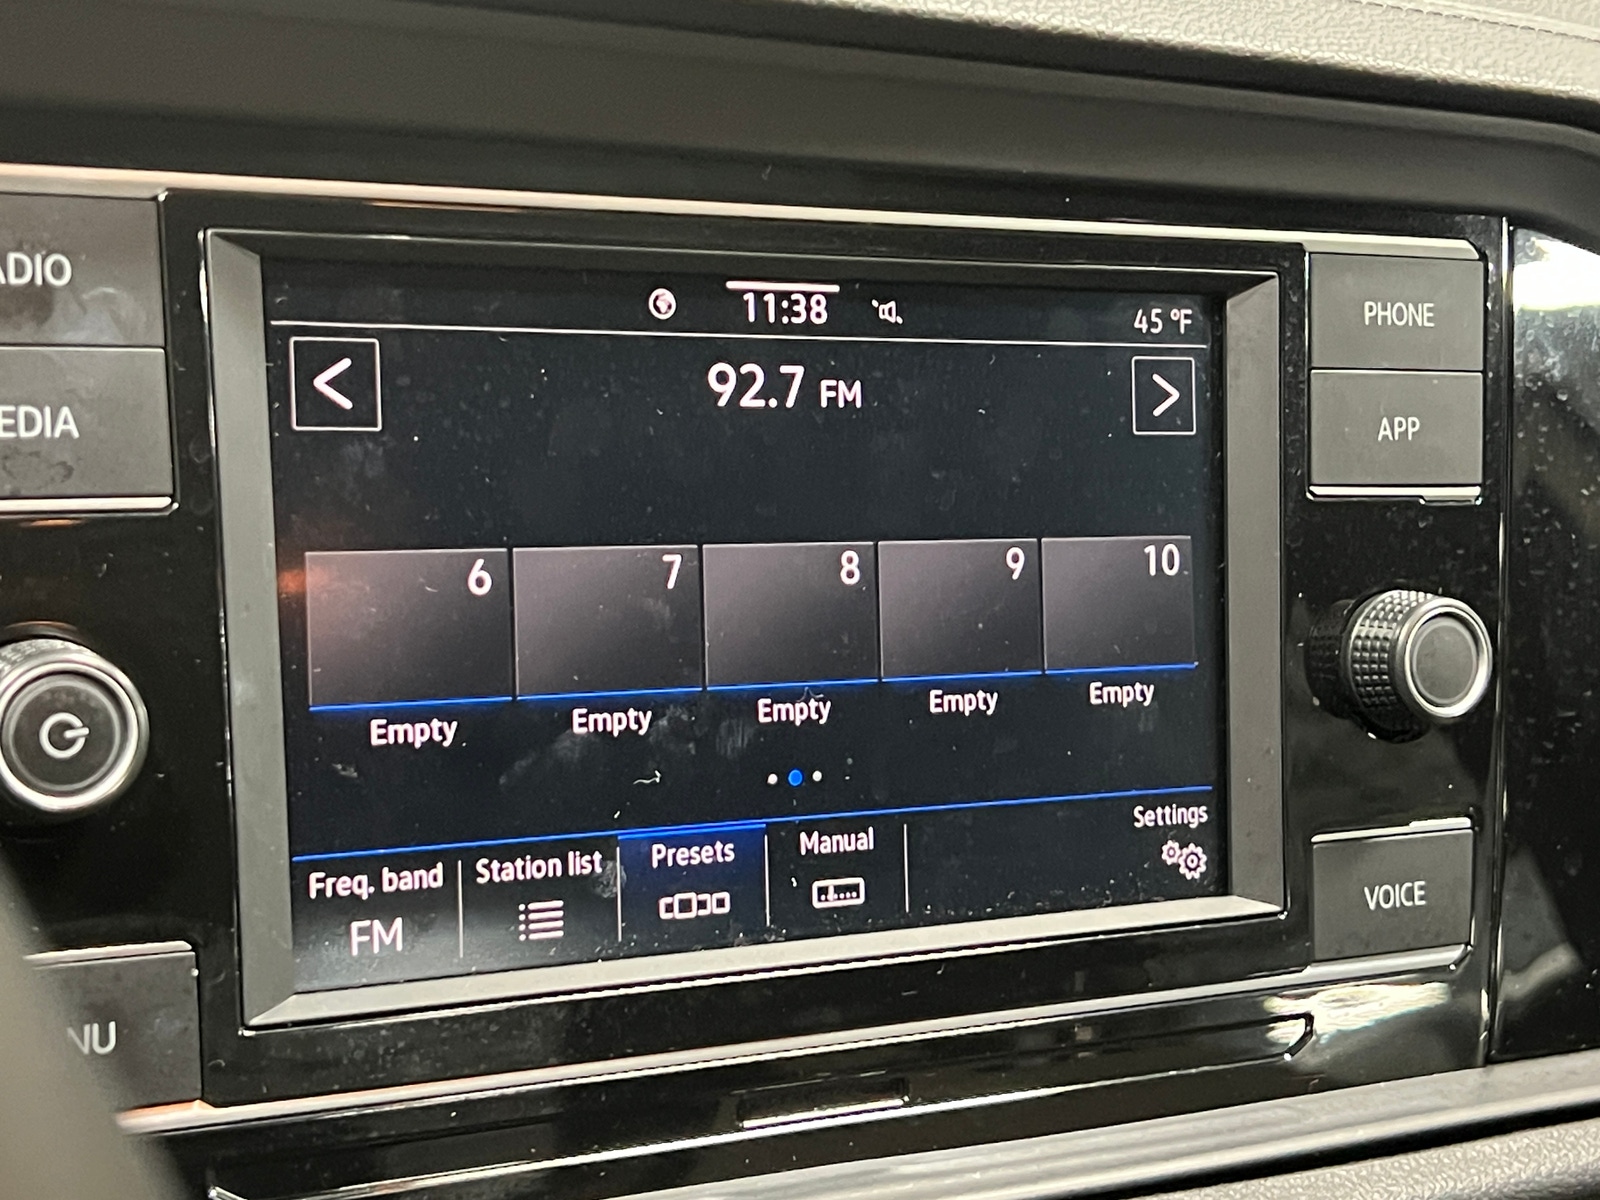 ADIO
EDIA
NU
11:38
45 °F
<
92.7 FM
>
6 7 8 9 10
Empty Empty Empty Empty Empty
Freq. band Station list Presets Manual Settings
FM
PHONE
APP
VOICE